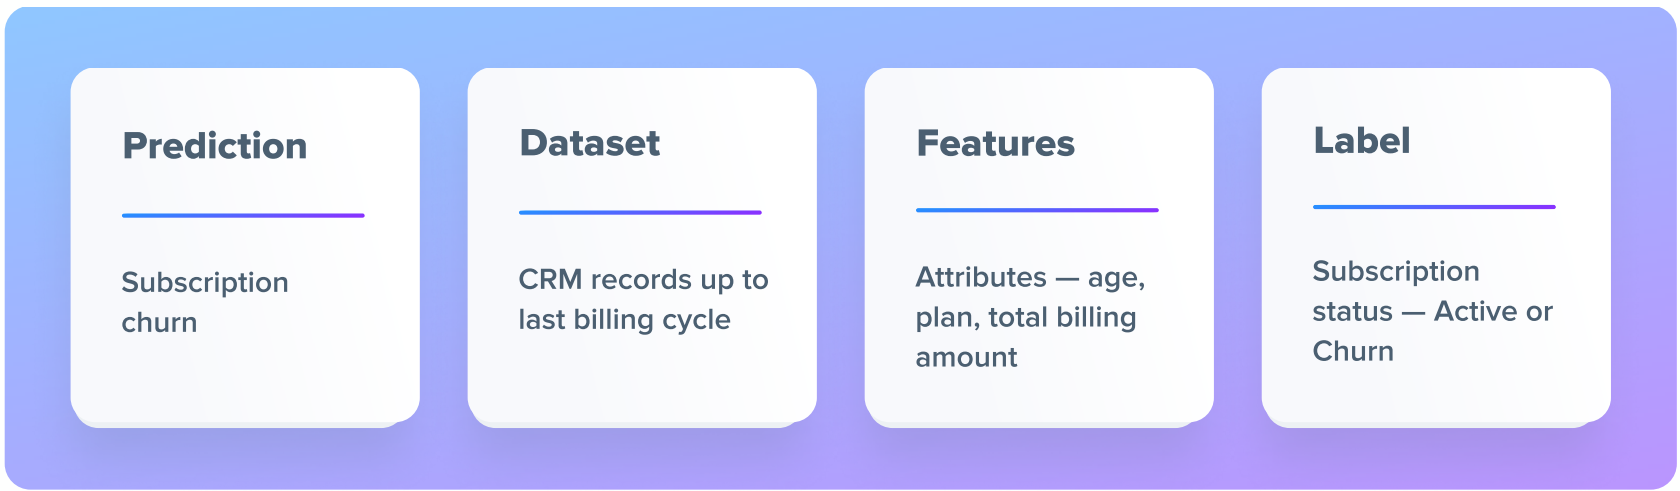 Prediction
Subscription
churn
Dataset
CRM records up to
last billing cycle
Features
Attributes — age,
plan, total billing
amount
Label
Subscription
status — Active or
Churn